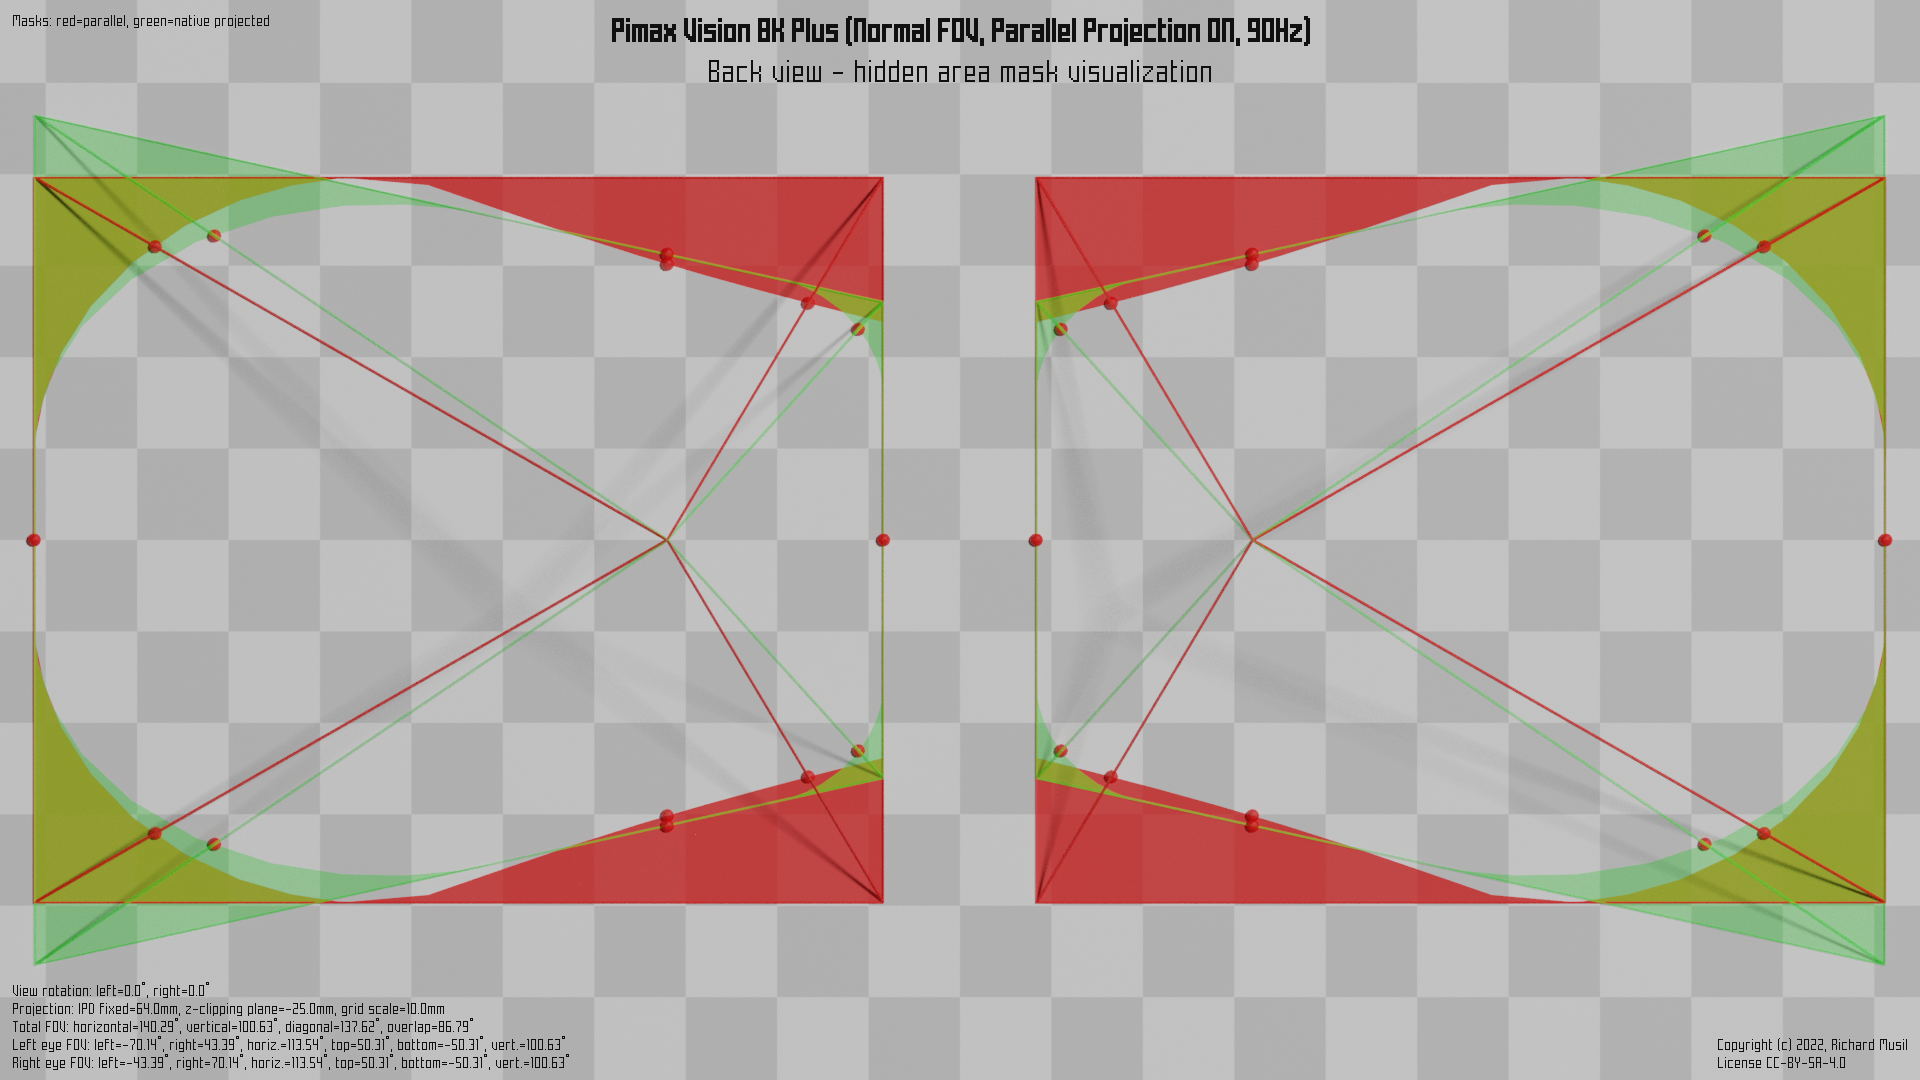 Masks: red=parallel, green=native projected
Pimax Vision 8K Plus (Normal FOV, Parallel Projection ON, 90Hz)
Back view - hidden area mask visualization
View rotation: left=0.0°, right=0.0°
Projection: IPD fixed=64.0mm, z-clipping plane=-25.0mm, grid scale=10.0mm
Total FOV: horizontal=140.29°, vertical=100.63°, diagonal=137.62°, overlap=86.79°
Left eye FOV: left=-70.14°, right=43.39°, horiz.=113.54°, top=50.31°, bottom=-50.31°, vert.=100.63°
Right eye FOV: left=-43.39°, right=70.14°, horiz.=113.54°, top=50.31°, bottom=-50.31°, vert.=100.63°
Copyright (c) 2022, Richard Musil
License CC-BY-SA-4.0